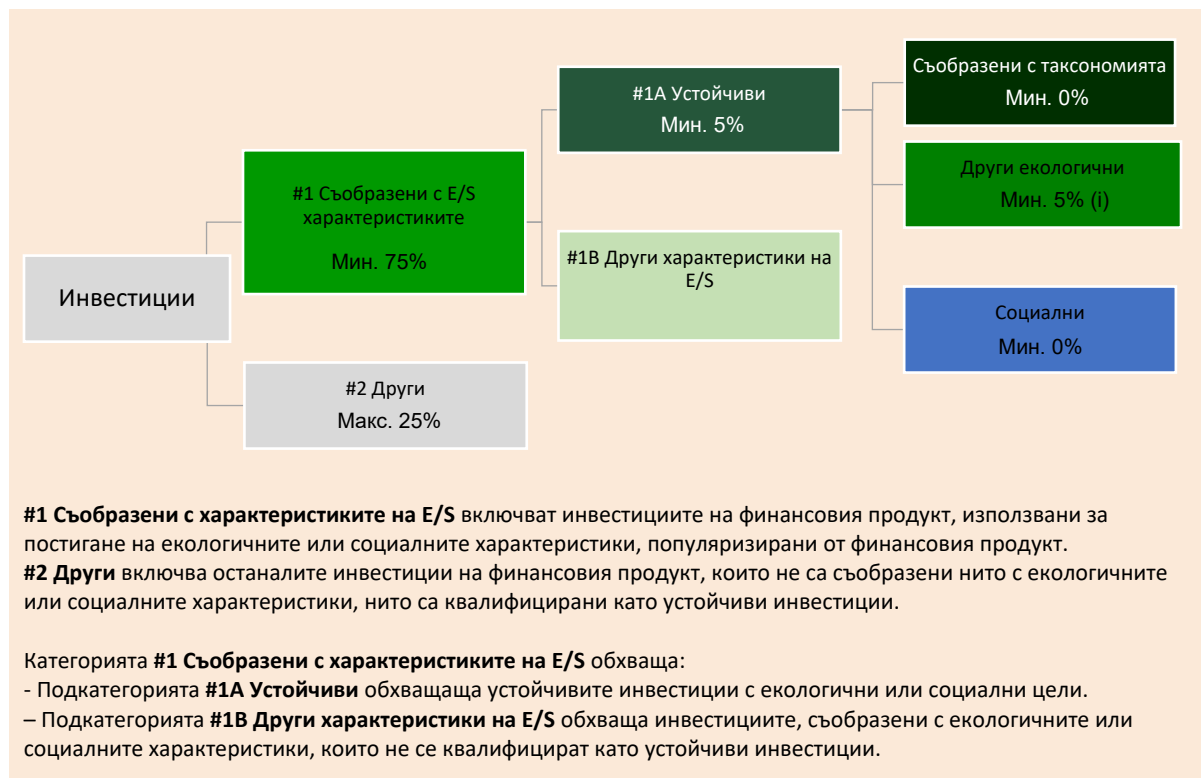 Инвестиции
#1 Съобразени с E/S
характеристиките
Мин. 75%
#2 Други
Макс. 25%
#1A Устойчиви
Мин. 5%
#1B Други характеристики на
E/S
Съобразени с таксономията
Мин. 0%
Други екологични
Мин. 5% (i)
Социални
Мин. 0%
#1 Съобразени с характеристиките на E/S включват инвестициите на финансовия продукт, използвани за
постигане на екологичните или социалните характеристики, популяризирани от финансовия продукт.
#2 Други включва останалите инвестиции на финансовия продукт, които не са съобразени нито с екологичните
или социалните характеристики, нито са квалифицирани като устойчиви инвестиции.
Категорията #1 Съобразени с характеристиките на E/S обхваща:
- Подкатегорията #1A Устойчиви обхващаща устойчивите инвестиции с екологични или социални цели.
– Подкатегорията #1B Други характеристики на E/S обхваща инвестициите, съобразени с екологичните или
социалните характеристики, които не се квалифицират като устойчиви инвестиции.